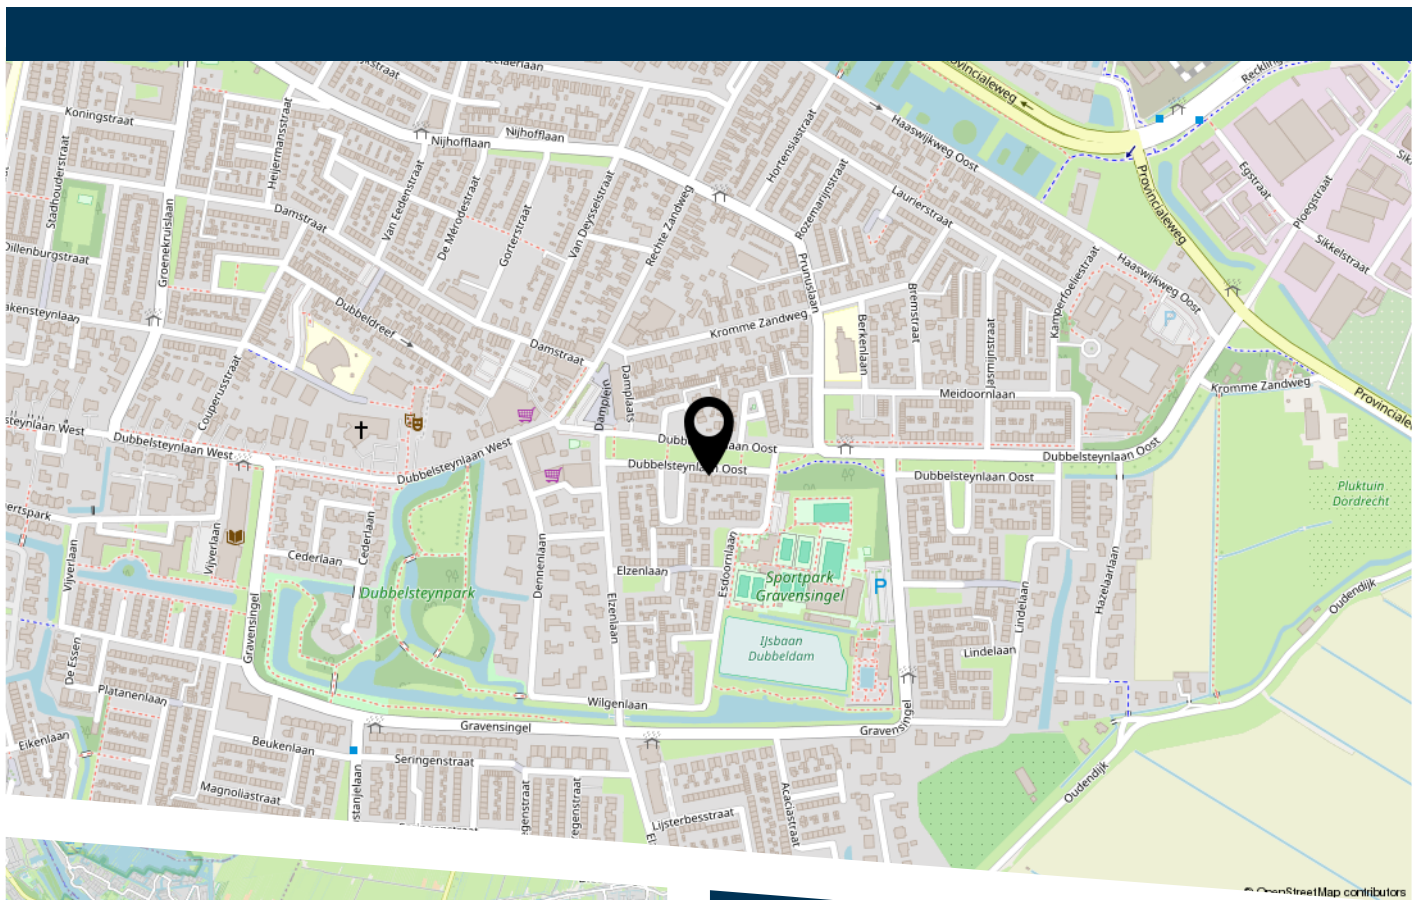 Koningstraat
Stadhouderstraat
Heijermansstraat
Groenekruislaan
Dillenburgstraat
Damstraat
Van Eedenstraat
De Mérodestraat
Gorterstraat
Van Deysselstraat
Rechte Zandweg
Nijhofflaan
Nijhofflaan
Hortensiastraat
Rozemarijnstraat
Haaswijkweg Oost
Laurierstraat
Provincialeweg
Provincialeweg
Egstraat
Ploegstraat
Sikkelstraat
Haaswijkweg Oost
Kamperfoeliestraat
Prunuslaan
Bremstraat
Berkenlaan
Jasmijnstraat
Kromme Zandweg
Meidoornlaan
P
Kromme Zandweg
Dubbeldreef
Damstraat
Couperusstraat
Damplein
Damplaats
Dubbelsteynlaan West
Dubbelsteynlaan West
Dubbelsteynlaan Oost
Dubbelsteynlaan Oost
Dubbelsteynlaan Oost
Pluktuin
Dordrecht
Vijverlaan
Vijverlaan
Cederlaan
Cederlaan
Dubbelsteynpark
Dennenlaan
Elzenlaan
Elzenlaan
Esdoornlaan
Sportpark
Gravensingel
P
IJsbaan
Dubbeldam
Lindelaan
Lindelaan
Hazelaarlaan
Oudendijk
Gravensingel
De Essen
Platanenlaan
Eikenlaan
Beukenlaan
Magnoliastraat
Wilgenlaan
Gravensingel
Gravensingel
Seringenstraat
Lijsterbesstraat
Acaciastraat
Oudendijk
© OpenStreetMap contributors